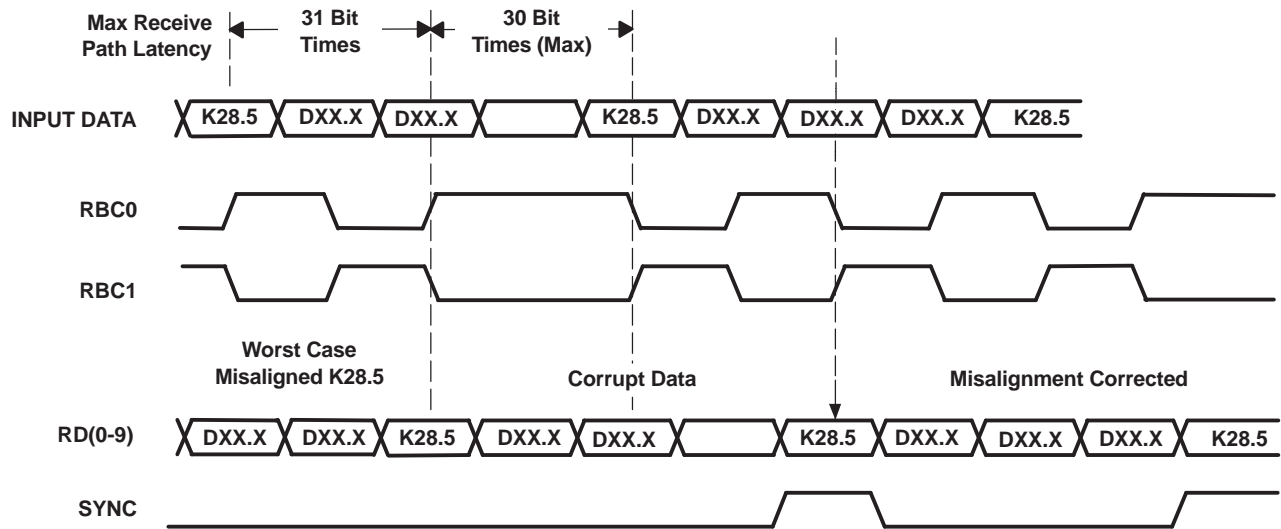 Max Receive
Path Latency
31 Bit
Times
30 Bit
Times (Max)
INPUT DATA
K28.5 DXX.X DXX.X K28.5 DXX.X DXX.X DXX.X K28.5
RBC0
RBC1
Worst Case
Misaligned K28.5
Corrupt Data
Misalignment Corrected
RD(0-9)
DXX.X DXX.X K28.5 DXX.X DXX.X K28.5 DXX.X DXX.X DXX.X K28.5
SYNC